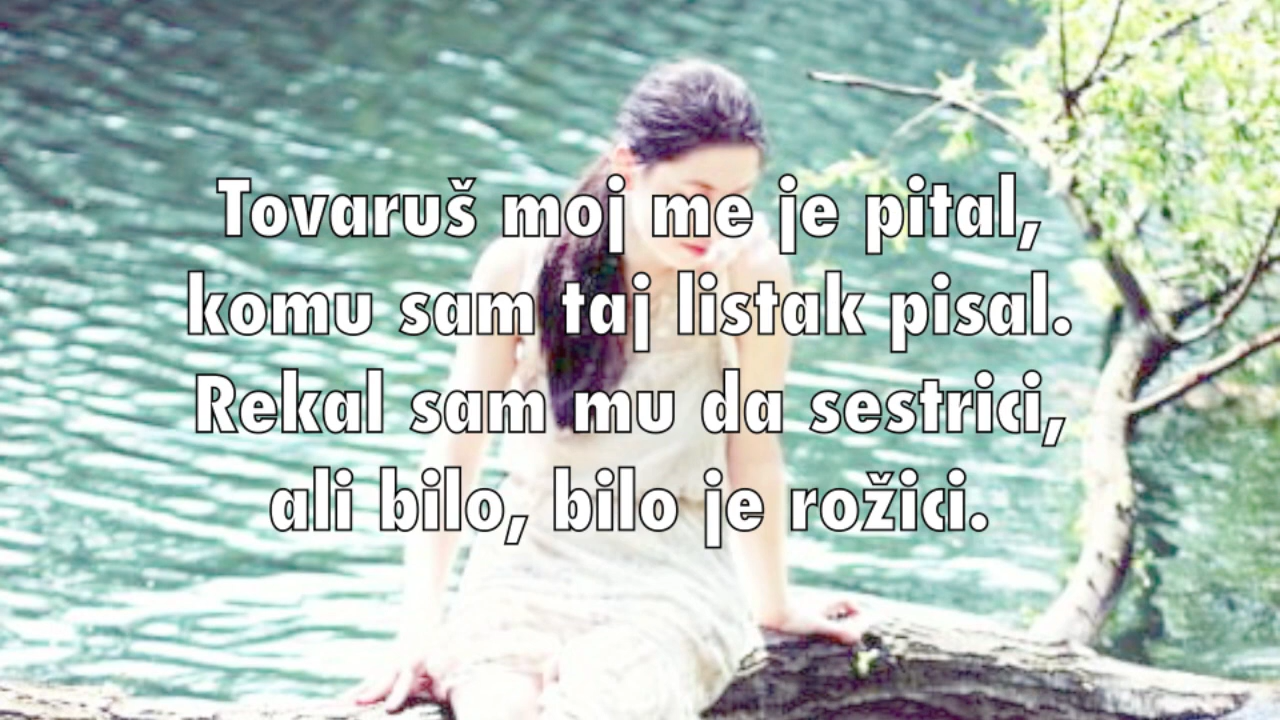 Tovaruš moj me je pital,
komu sam taj listak pisal.
Rekal sam mu da sestrici,
ali bilo, bilo je rožici.